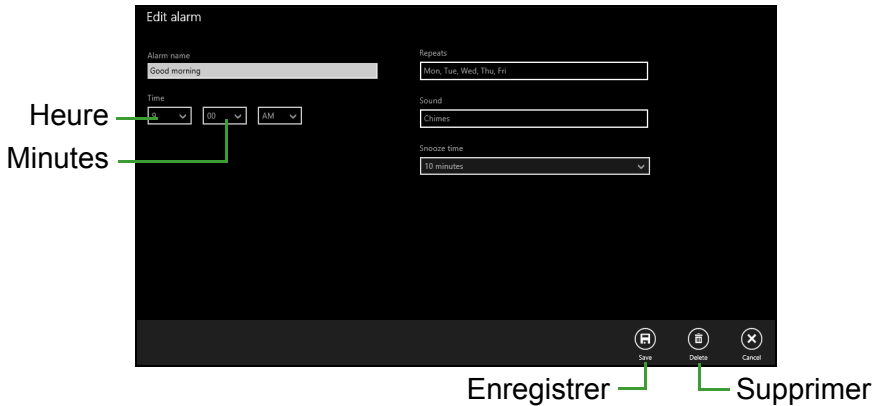 Edit alarm
Alarm name
Good morning
Time
9 00 AM
Repeats
Mon, Tue, Wed, Thu, Fri
Sound
Chimes
Snooze time
10 minutes
Heure
Minutes
Save Delete Cancel
Enregistrer Supprimer